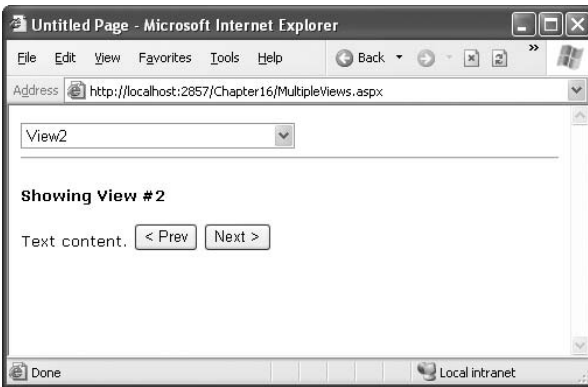 Untitled Page - Microsoft Internet Explorer
File Edit View Favorites Tools Help Back »
Address http://localhost:2857/Chapter16/MultipleViews.aspx
View2
Showing View #2
Text content. < Prev Next >
Done Local intranet